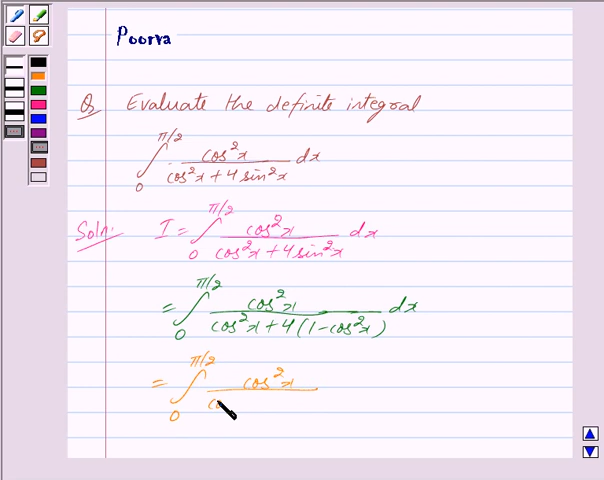 Poorva
Q Evaluate the definite integral
∫₀^π/2 cos²x / (cos²x + 4 sin²x) dx
Soln: I = ∫₀^π/2 cos²x / (cos²x + 4 sin²x) dx
= ∫₀^π/2 cos²x / (cos²x + 4(1 - cos²x)) dx
= ∫₀^π/2 cos²x / co